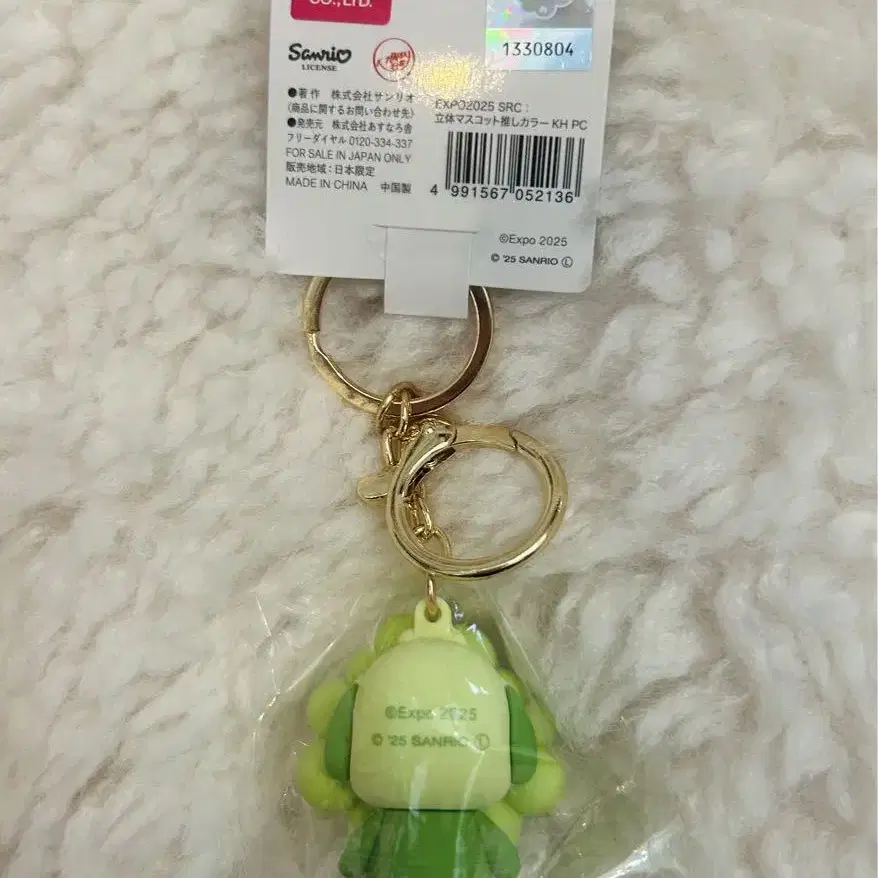 CO.,LTD.
Sanrio
LICENSE
1330804
●著作 株式会社サンリオ
(商品に関するお問い合わせ先)
●発売元 株式会社あすなろ舎
フリーダイヤル 0120-334-337
FOR SALE IN JAPAN ONLY
販売地域：日本限定
MADE IN CHINA 中国製
EXPO2025 SRC：
立体マスコット推しカラー KH PC
4 991567 052136
©Expo 2025
© '25 SANRIO Ⓛ
©Expo 2025
© '25 SANRIO Ⓛ